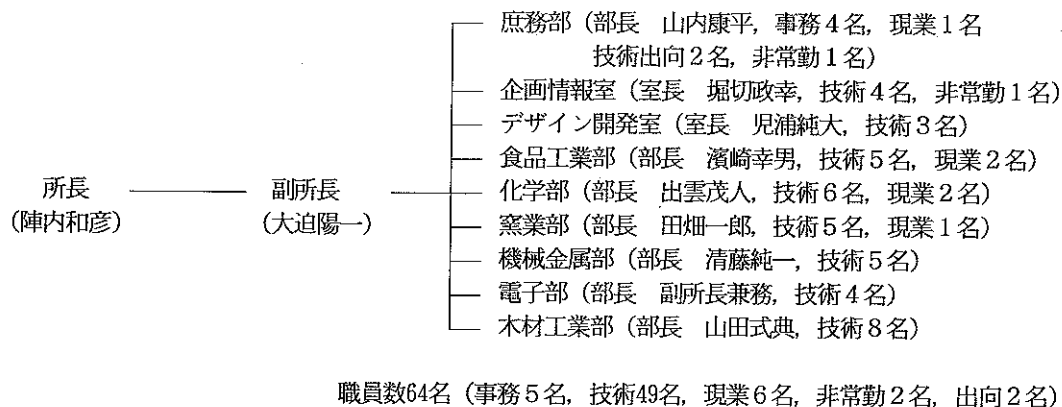 庶務部（部長　山内康平，事務4名，現業1名
技術出向2名，非常勤1名）
企画情報室（室長　堀切政幸，技術4名，非常勤1名）
デザイン開発室（室長　児浦純大，技術3名）
食品工業部（部長　濱崎幸男，技術5名，現業2名）
所長
（陣内和彦）
副所長
（大迫陽一）
化学部（部長　出雲茂人，技術6名，現業2名）
窯業部（部長　田畑一郎，技術5名，現業1名）
機械金属部（部長　清藤純一，技術5名）
電子部（部長　副所長兼務，技術4名）
木材工業部（部長　山田式典，技術8名）
職員数64名（事務5名，技術49名，現業6名，非常勤2名，出向2名）